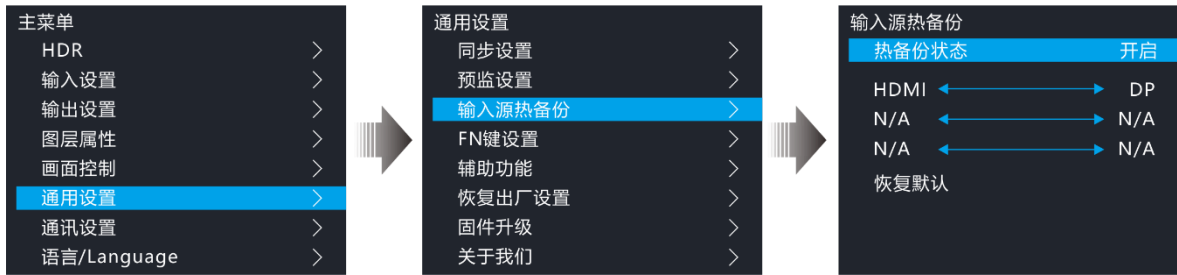 主菜单
HDR
输入设置
输出设置
图层属性
画面控制
通用设置
通讯设置
语言/Language
通用设置
同步设置
预监设置
输入源热备份
FN键设置
辅助功能
恢复出厂设置
固件升级
关于我们
输入源热备份
热备份状态 开启
HDMI DP
N/A N/A
N/A N/A
恢复默认